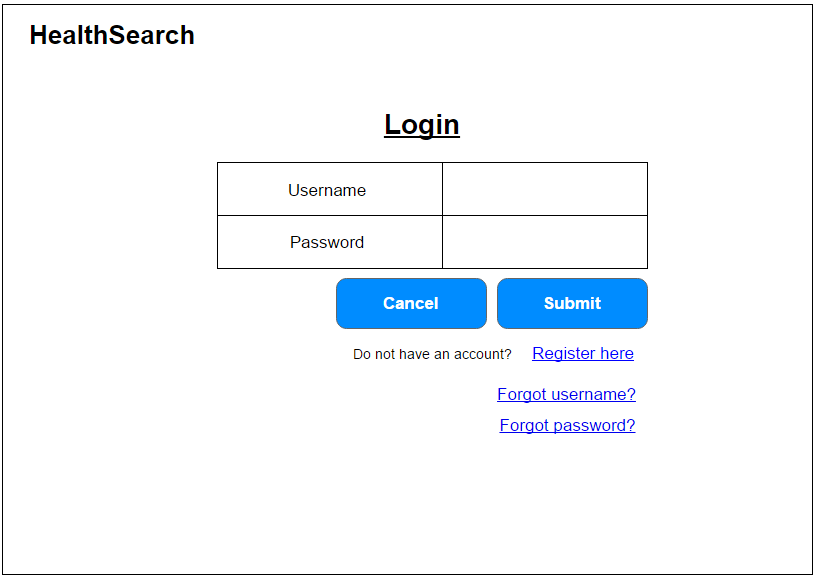 HealthSearch
Login
Username
Password
Cancel Submit
Do not have an account? Register here
Forgot username?
Forgot password?